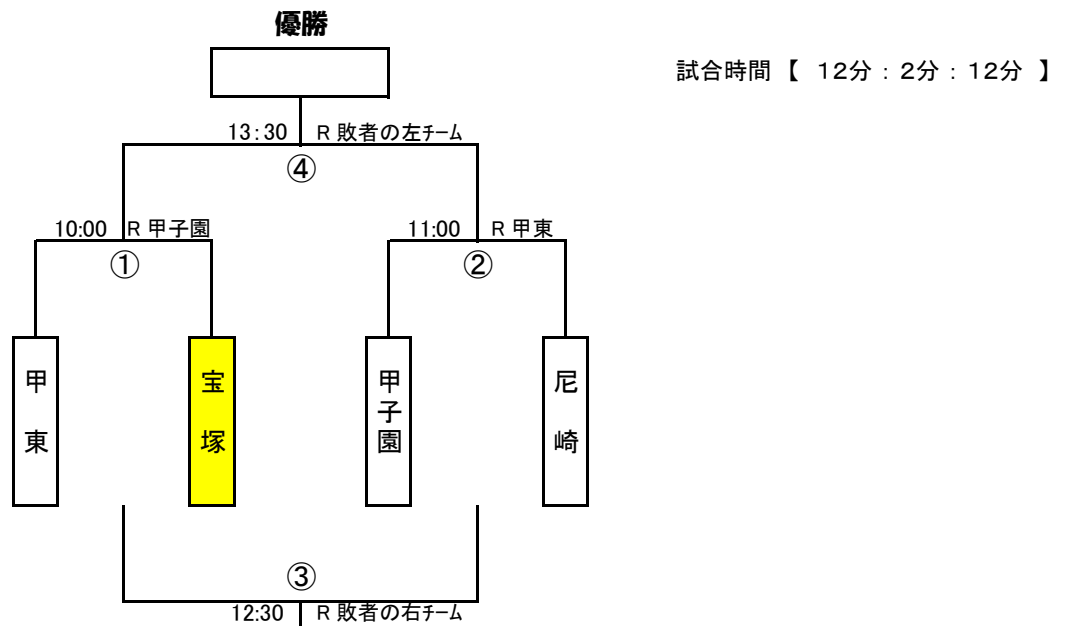 優勝
試合時間 【 12分：2分：12分 】
13：30 R 敗者の左ﾁｰﾑ
④
10:00 R 甲子園
11:00 R 甲東
①
②
甲東
宝塚
甲子園
尼崎
③
12:30 R 敗者の右ﾁｰﾑ